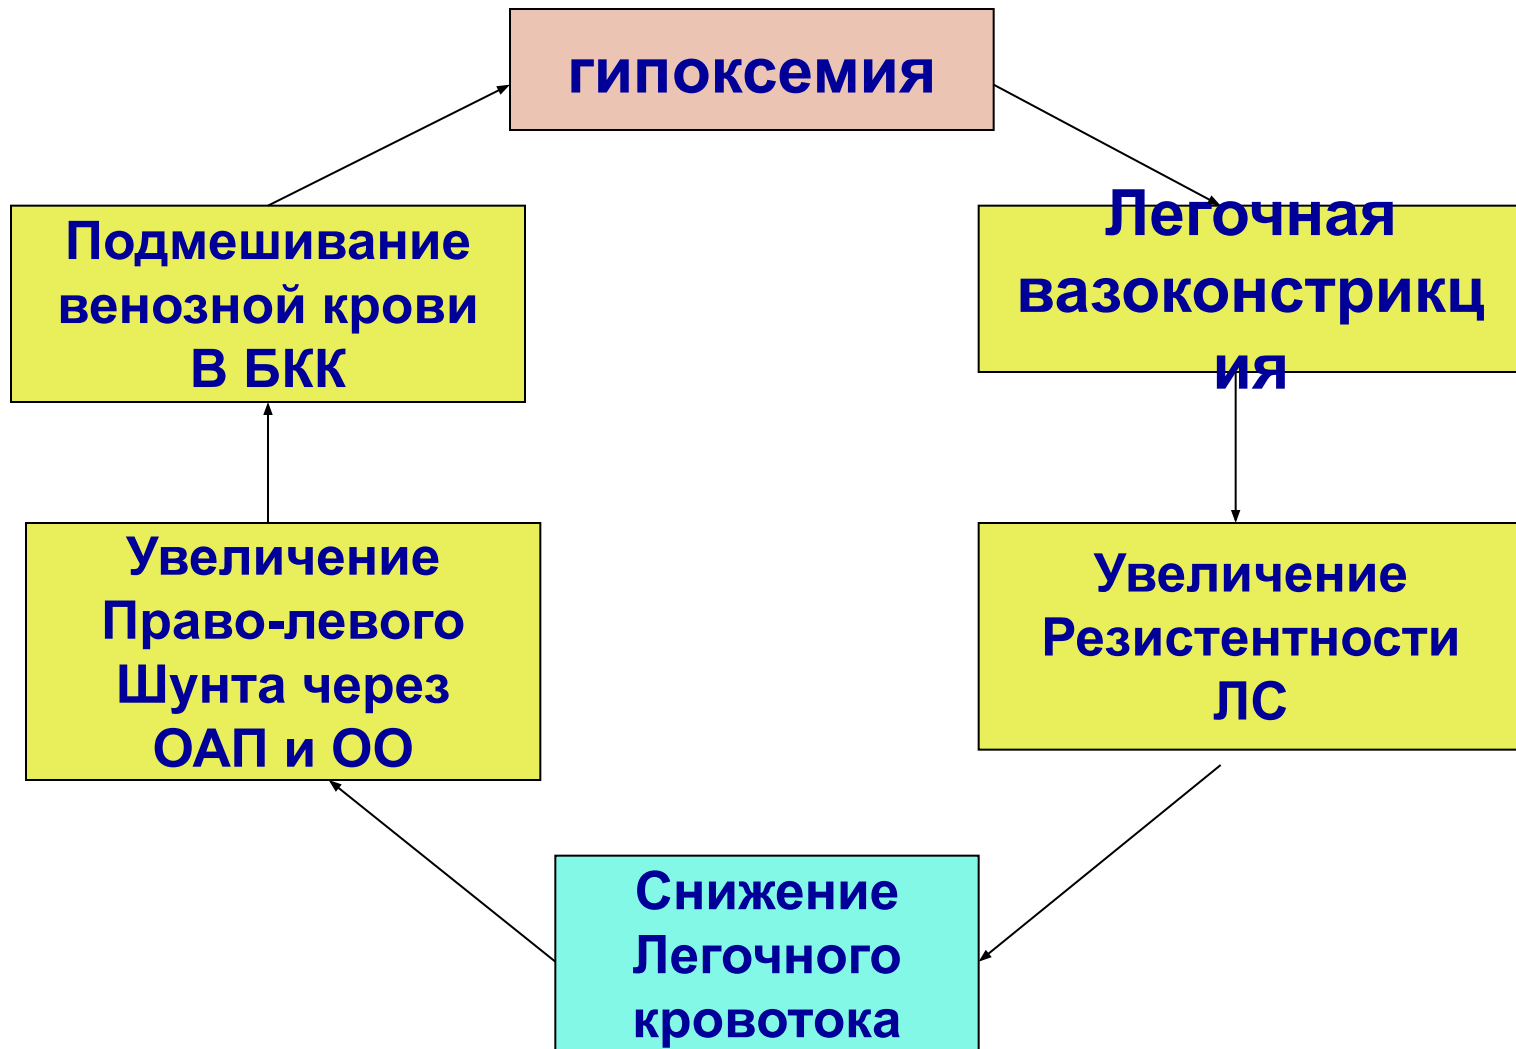 гипоксемия
Легочная
вазоконстрикц
ия
Увеличение
Резистентности
ЛС
Снижение
Легочного
кровотока
Увеличение
Право-левого
Шунта через
ОАП и ОО
Подмешивание
венозной крови
В БКК